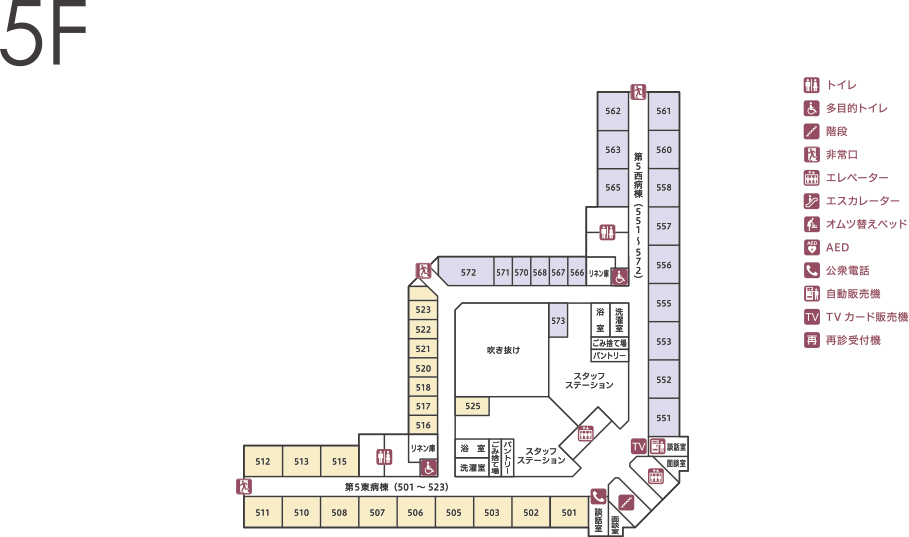 5F
トイレ
多目的トイレ
階段
非常口
エレベーター
エスカレーター
オムツ替えベッド
AED
AED
公衆電話
自動販売機
TV
TVカード販売機
再
再診受付機
562
561
563
560
565
558
第5西病棟(551〜572)
557
556
リネン庫
572
571
570
568
567
566
555
573
浴室
洗濯室
553
ごみ捨て場
パントリー
吹き抜け
スタッフ
ステーション
552
551
523
522
521
520
518
517
516
525
TV
談話室
面談室
512
513
515
リネン庫
浴室
洗濯室
ごみ捨て場
パントリー
スタッフ
ステーション
第5東病棟(501〜523)
511
510
508
507
506
505
503
502
501
談話室
面談室